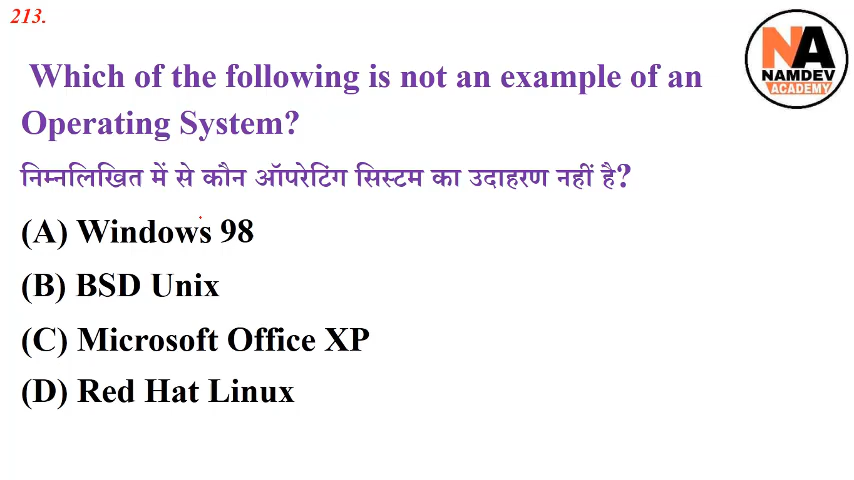 213.
NA
NAMDEV
ACADEMY
Which of the following is not an example of an
Operating System?
निम्नलिखित में से कौन ऑपरेटिंग सिस्टम का उदाहरण नहीं है?
(A) Windows 98
(B) BSD Unix
(C) Microsoft Office XP
(D) Red Hat Linux